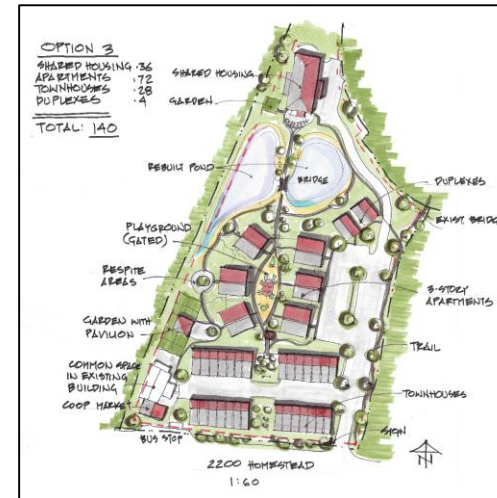 OPTION 3
SHARED HOUSING · 36
APARTMENTS · 72
TOWNHOUSES · 28
DUPLEXES · 4
TOTAL: 140
SHARED HOUSING
GARDEN
REBUILT POND
BRIDGE
DUPLEXES
EXIST. BRIDGE
PLAYGROUND
(GATED)
RESPITE
AREAS
3-STORY
APARTMENTS
GARDEN WITH
PAVILION
TRAIL
COMMON SPACE
IN EXISTING
BUILDING
TOWNHOUSES
COOP MARKET
SIGN
BUS STOP
N
2200 HOMESTEAD
1:60